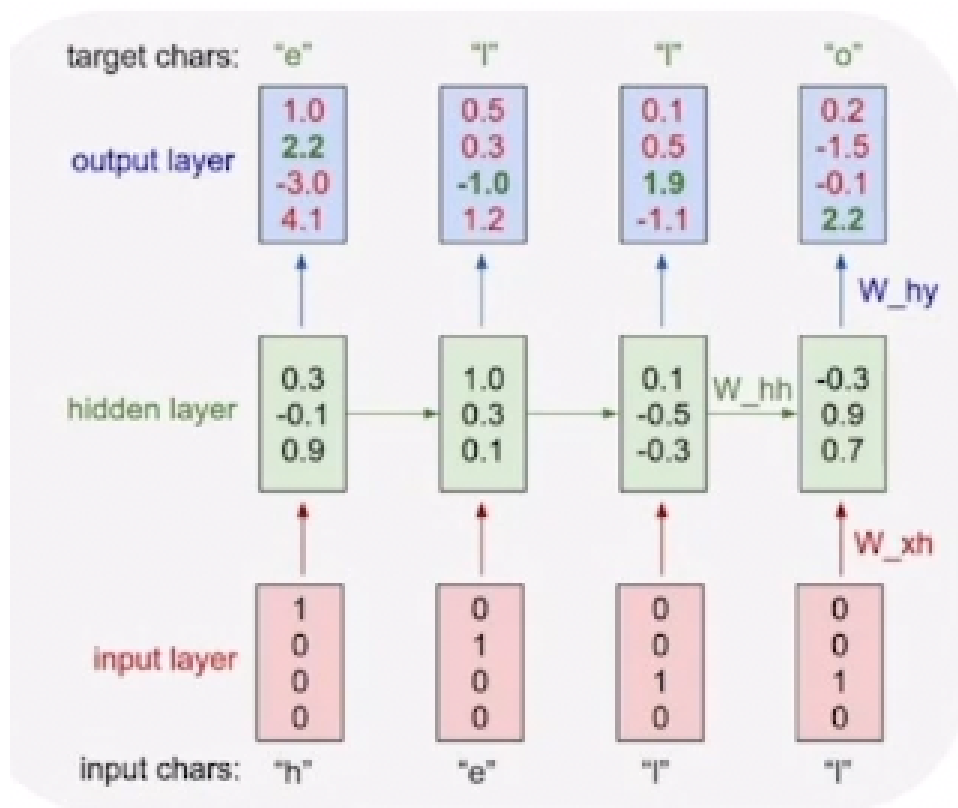 target chars: "e" "l" "l" "o"
output layer
1.0 0.5 0.1 0.2
2.2 0.3 0.5 -1.5
-3.0 -1.0 1.9 -0.1
4.1 1.2 -1.1 2.2
W_hy
hidden layer
0.3 1.0 0.1 -0.3
-0.1 0.3 -0.5 0.9
0.9 0.1 -0.3 0.7
W_hh
W_xh
input layer
1 0 0 0
0 1 0 0
0 0 1 1
0 0 0 0
input chars: "h" "e" "l" "l"